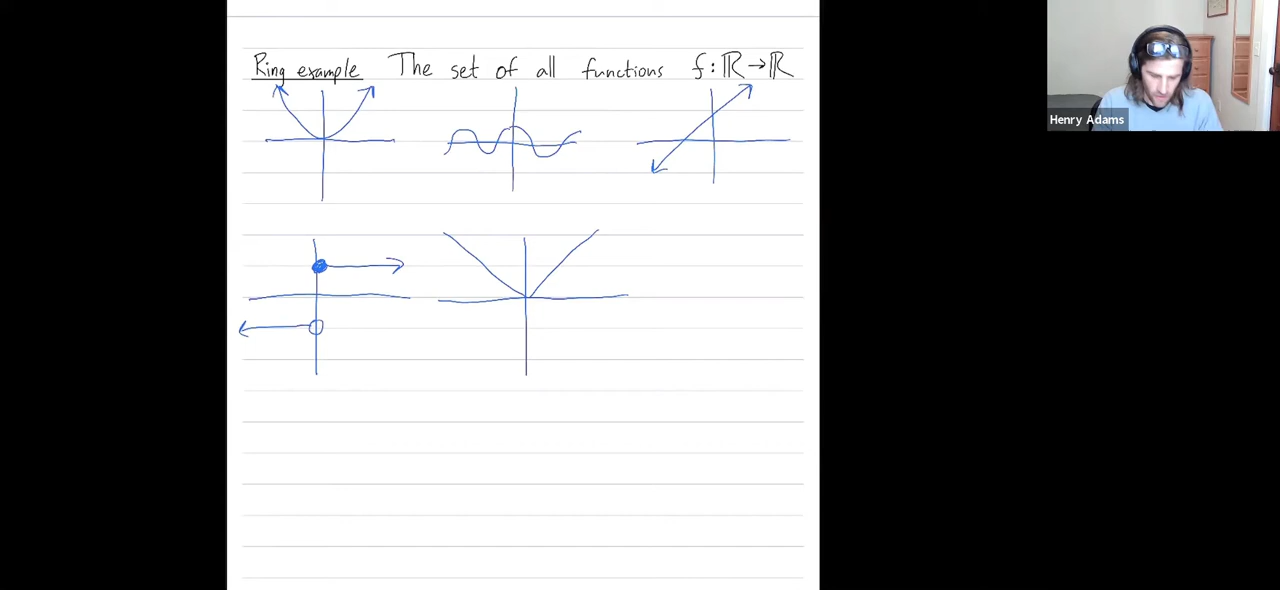 Ring example The set of all functions f : ℝ → ℝ
Henry Adams